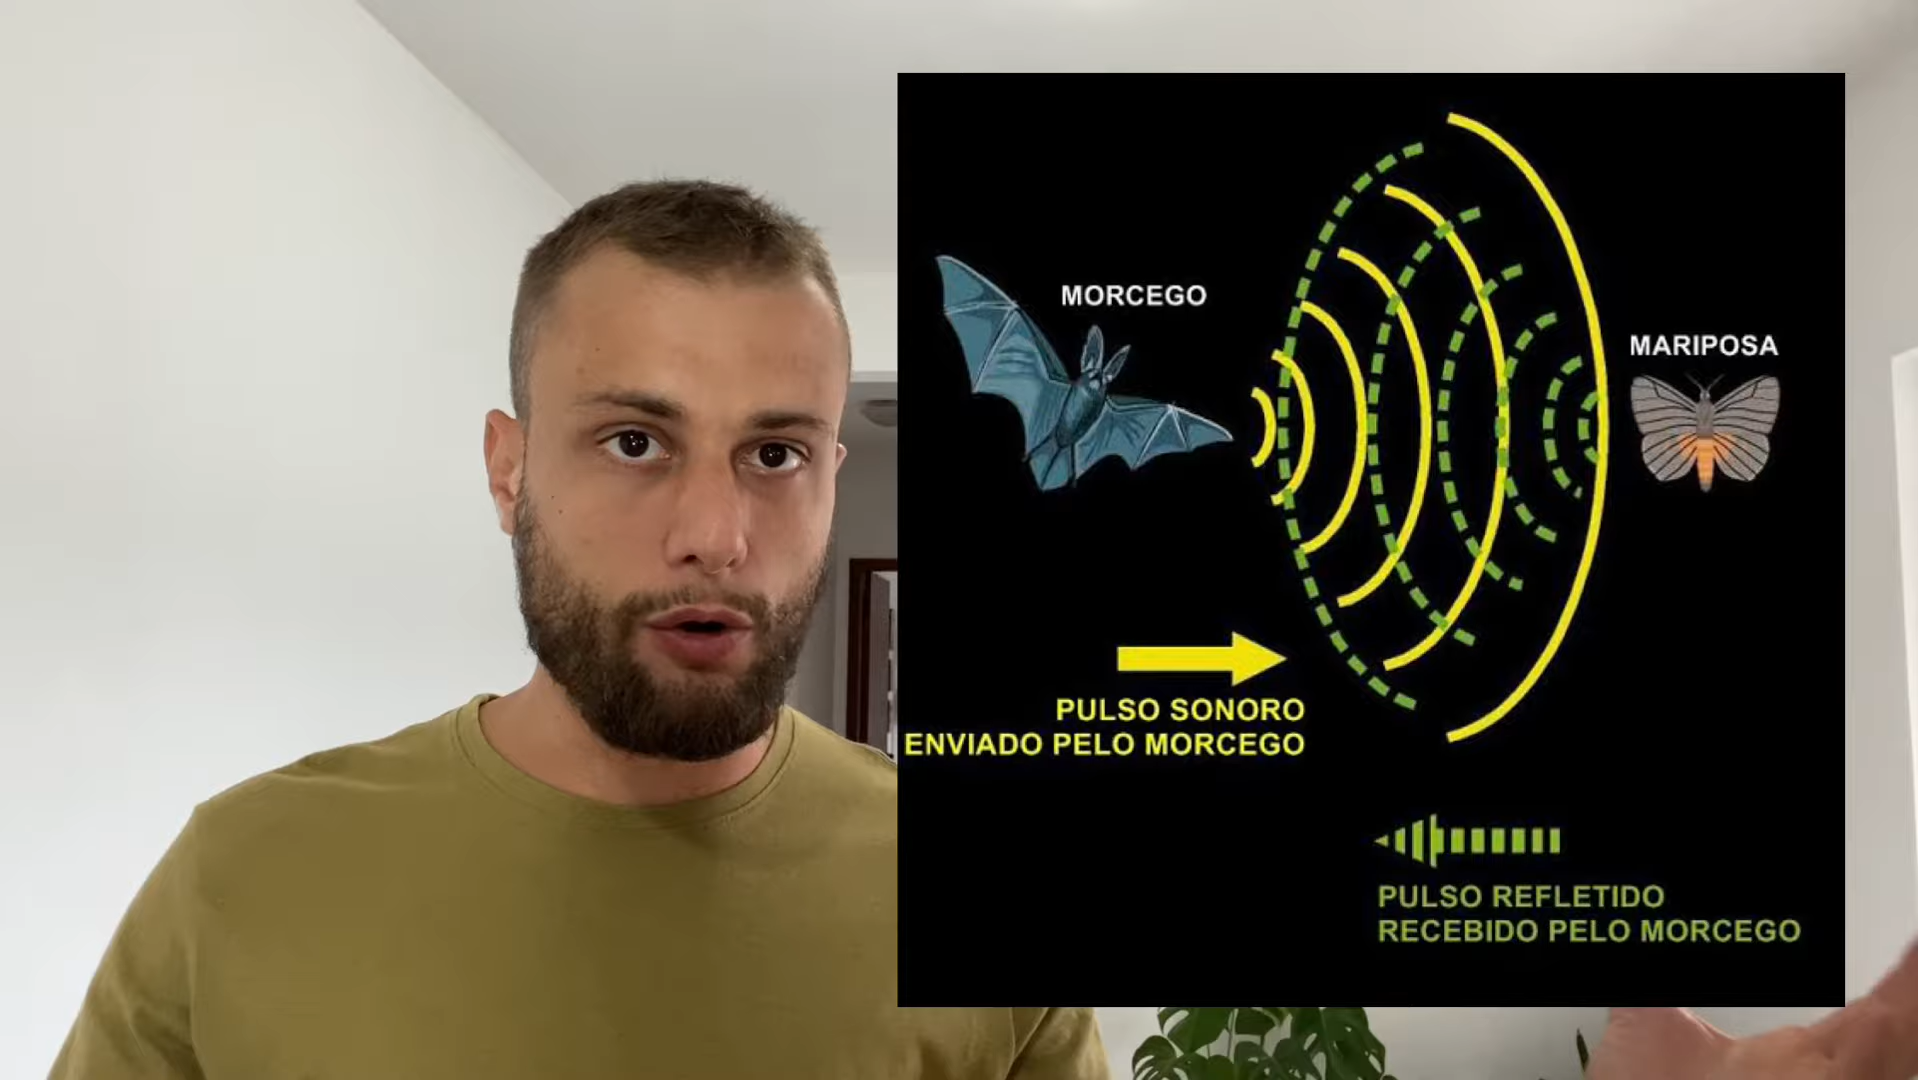 MORCEGO
MARIPOSA
PULSO SONORO
ENVIADO PELO MORCEGO
PULSO REFLETIDO
RECEBIDO PELO MORCEGO